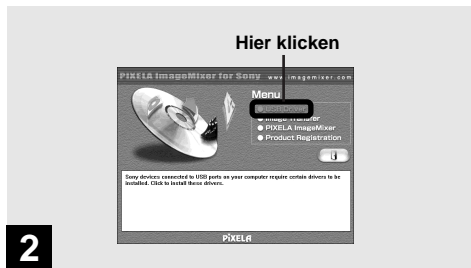 Hier klicken
PIXELA ImageMixer for Sony www.imagemixer.com
Menu
USB Driver
Image Transfer
PIXELA ImageMixer
Product Registration
Sony devices connected to USB ports on your computer require certain drivers to be
installed. Click to install these drivers.
PIXELA
2